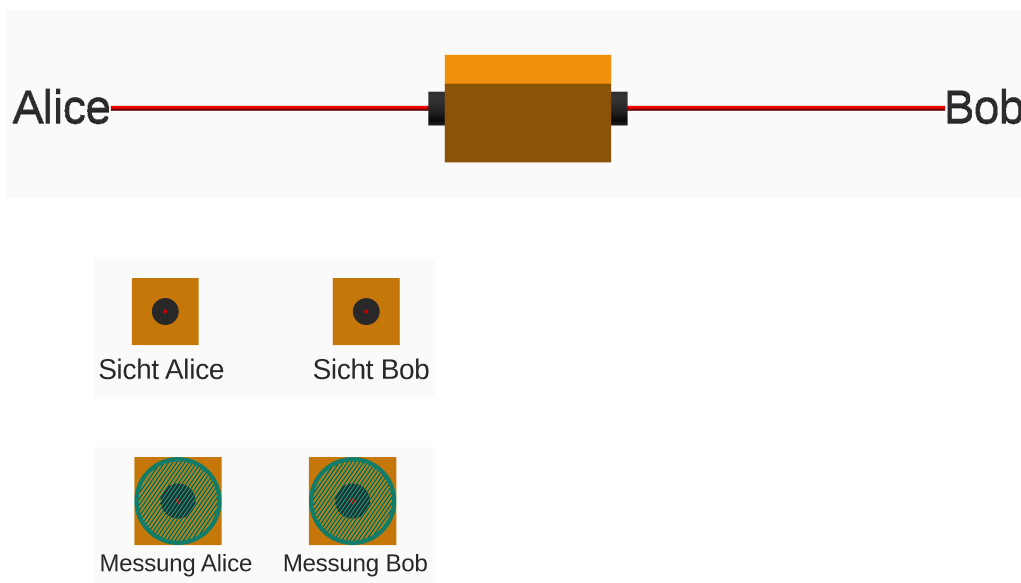 Alice
Bob
Sicht Alice
Sicht Bob
Messung Alice
Messung Bob